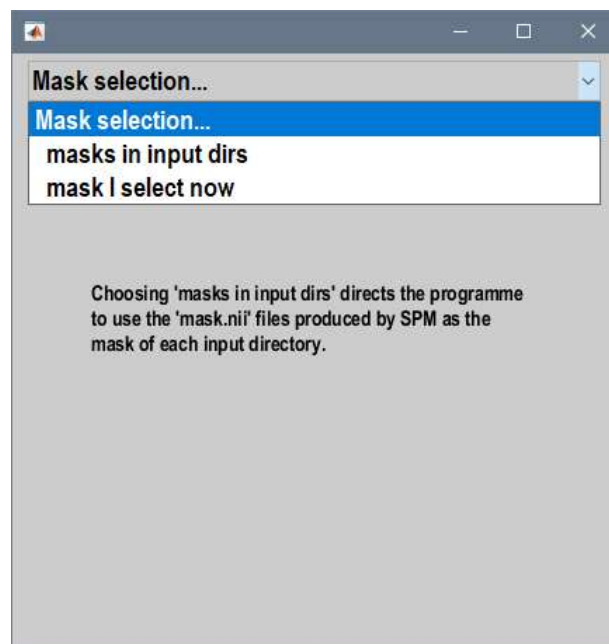 Mask selection...
Mask selection...
masks in input dirs
mask I select now
Choosing 'masks in input dirs' directs the programme
to use the 'mask.nii' files produced by SPM as the
mask of each input directory.